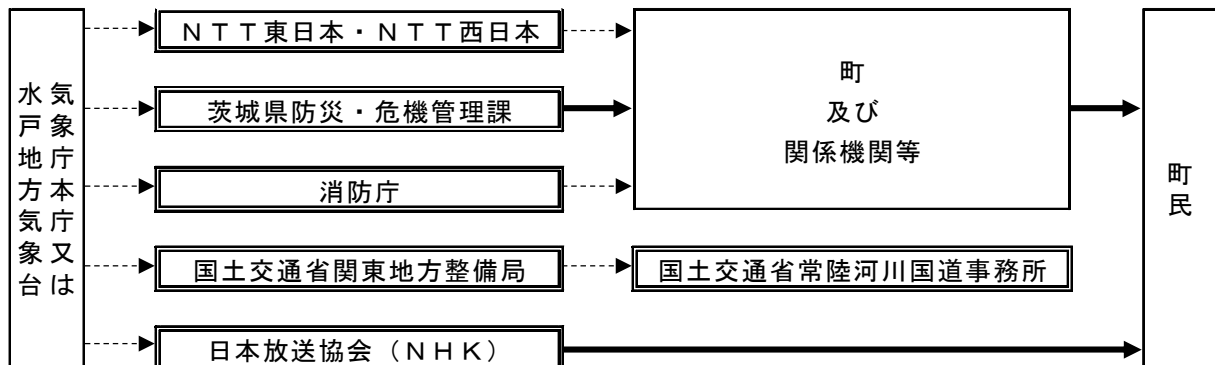 気象庁本庁又は
水戸地方気象台
ＮＴＴ東日本・ＮＴＴ西日本
茨城県防災・危機管理課
消防庁
国土交通省関東地方整備局
日本放送協会（ＮＨＫ）
町
及び
関係機関等
国土交通省常陸河川国道事務所
町民